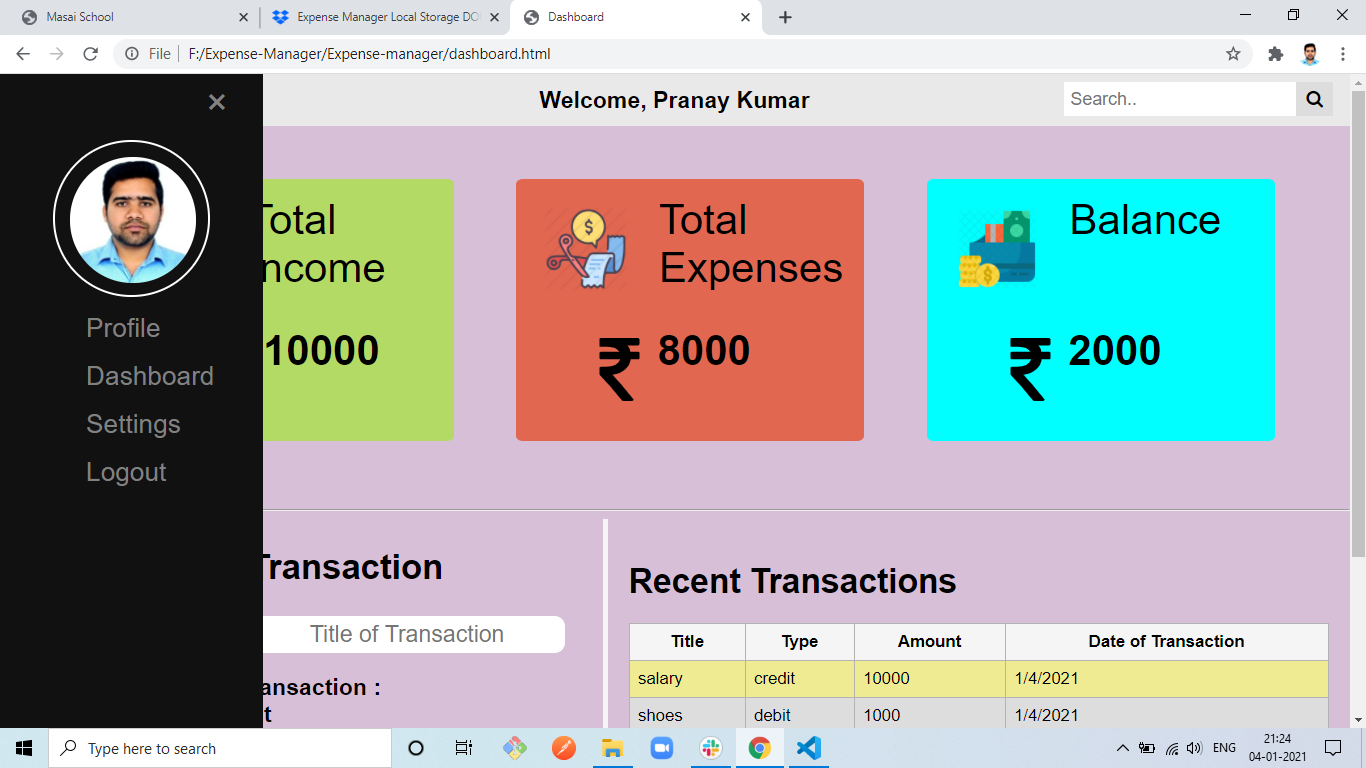 Masai School
Expense Manager Local Storage DO
Dashboard
File
F:/Expense-Manager/Expense-manager/dashboard.html
×
Welcome, Pranay Kumar
Search..
Profile
Dashboard
Settings
Logout
Total
Income
10000
Total
Expenses
₹ 8000
Balance
₹ 2000
Transaction
Title of Transaction
ansaction :
t
Recent Transactions
Title Type Amount Date of Transaction
salary credit 10000 1/4/2021
shoes debit 1000 1/4/2021
Type here to search
ENG
21:24
04-01-2021